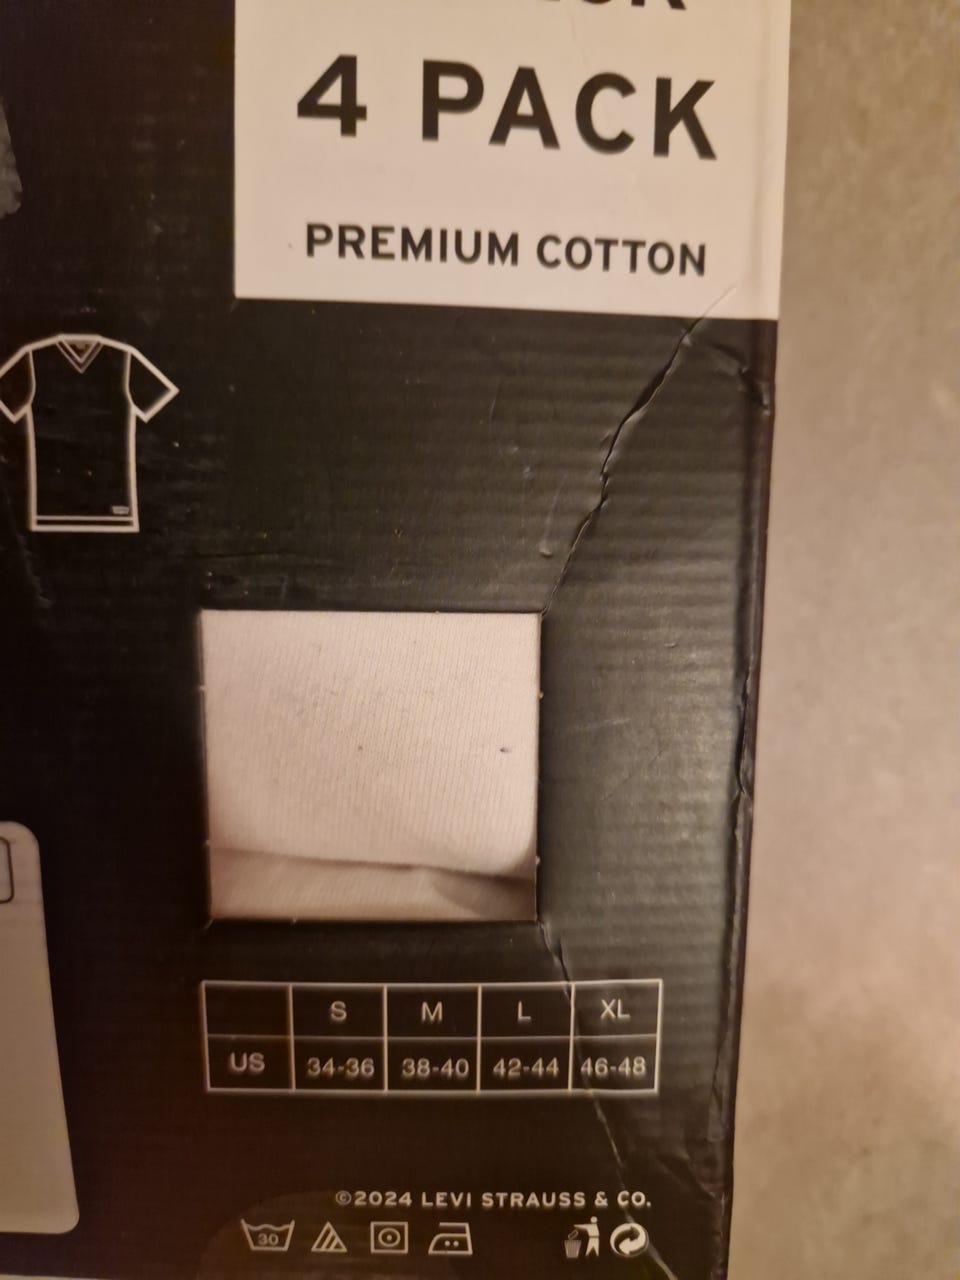 4 PACK
PREMIUM COTTON
S M L XL
US 34-36 38-40 42-44 46-48
©2024 LEVI STRAUSS & CO.
30